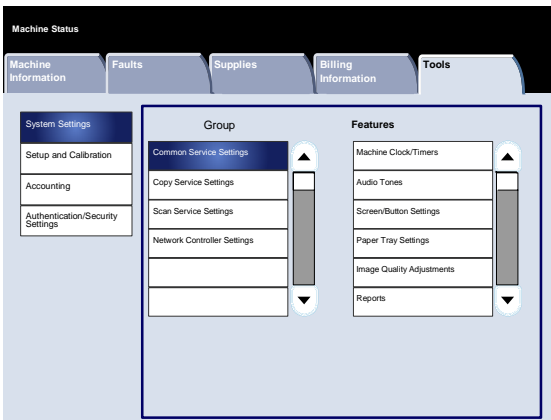 Machine Status
Machine
Information
Faults
Supplies
Billing
Information
Tools
System Settings
Setup and Calibration
Accounting
Authentication/Security
Settings
Group
Common Service Settings
Copy Service Settings
Scan Service Settings
Network Controller Settings
Features
Machine Clock/Timers
Audio Tones
Screen/Button Settings
Paper Tray Settings
Image Quality Adjustments
Reports